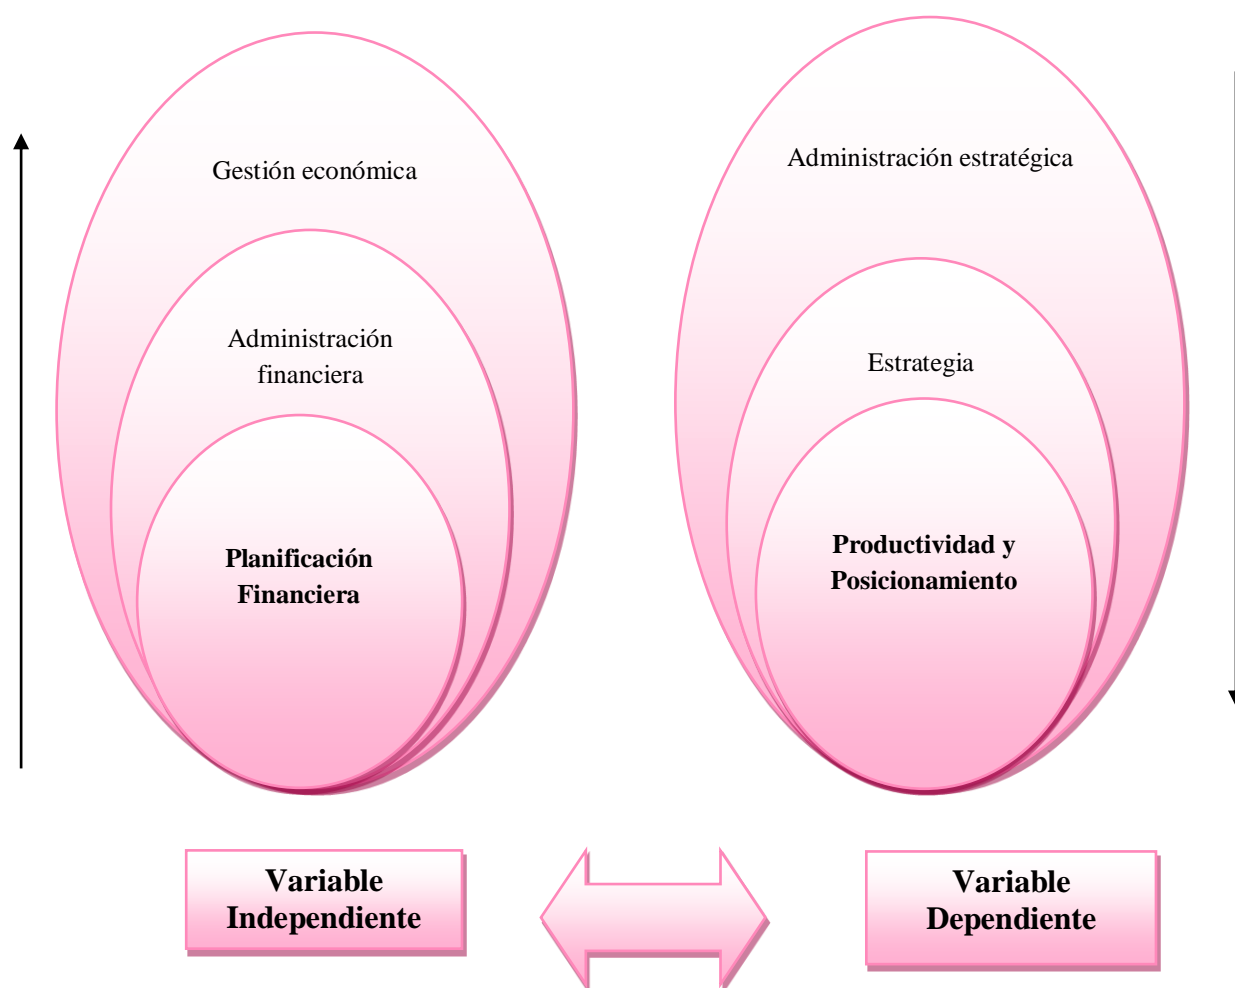 Gestión económica
Administración
financiera
Planificación
Financiera
Administración estratégica
Estrategia
Productividad y
Posicionamiento
Variable
Independiente
Variable
Dependiente